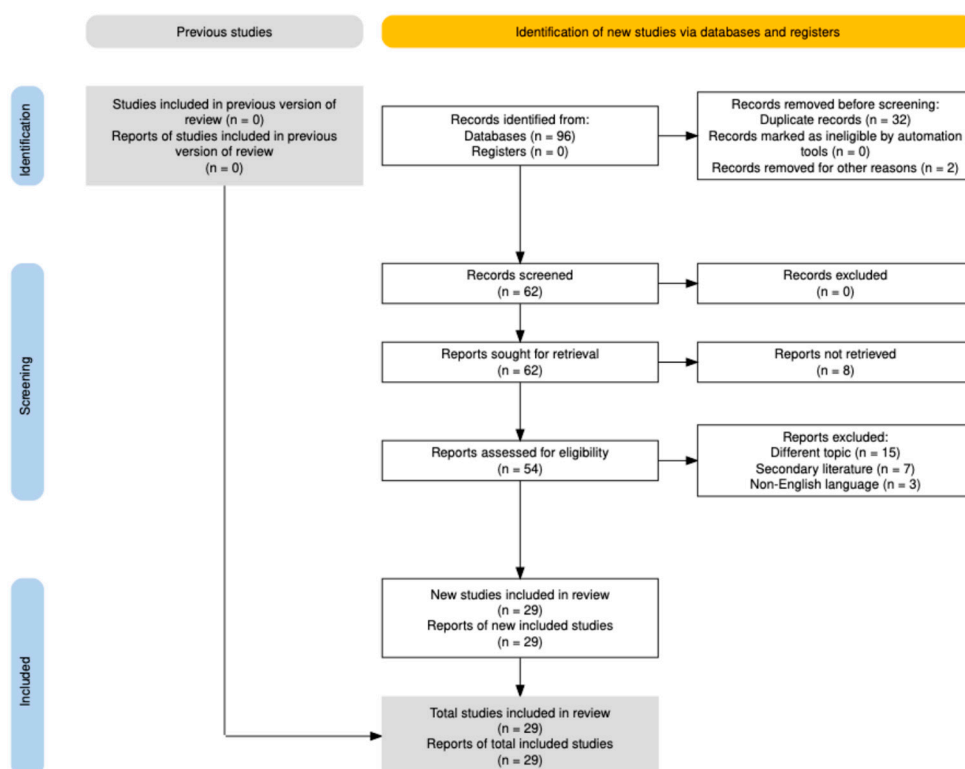 Previous studies
Identification of new studies via databases and registers
Identification
Studies included in previous version of
review (n = 0)
Reports of studies included in previous
version of review
(n = 0)
Records identified from:
Databases (n = 96)
Registers (n = 0)
Records removed before screening:
Duplicate records (n = 32)
Records marked as ineligible by automation
tools (n = 0)
Records removed for other reasons (n = 2)
Screening
Records screened
(n = 62)
Records excluded
(n = 0)
Reports sought for retrieval
(n = 62)
Reports not retrieved
(n = 8)
Reports assessed for eligibility
(n = 54)
Reports excluded:
Different topic (n = 15)
Secondary literature (n = 7)
Non-English language (n = 3)
Included
New studies included in review
(n = 29)
Reports of new included studies
(n = 29)
Total studies included in review
(n = 29)
Reports of total included studies
(n = 29)